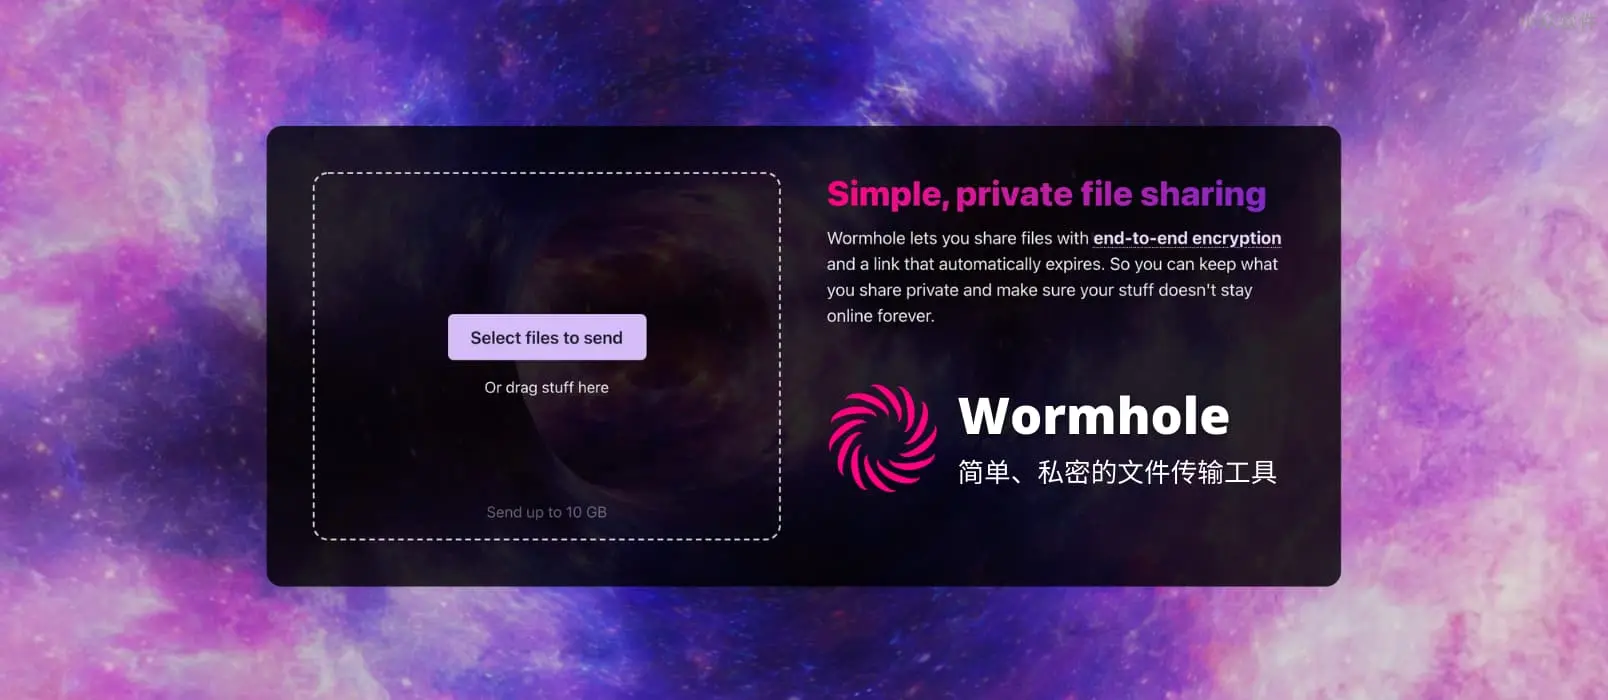 Select files to send
Or drag stuff here
Send up to 10 GB
Simple, private file sharing
Wormhole lets you share files with end-to-end encryption
and a link that automatically expires. So you can keep what
you share private and make sure your stuff doesn't stay
online forever.
Wormhole
简单、私密的文件传输工具